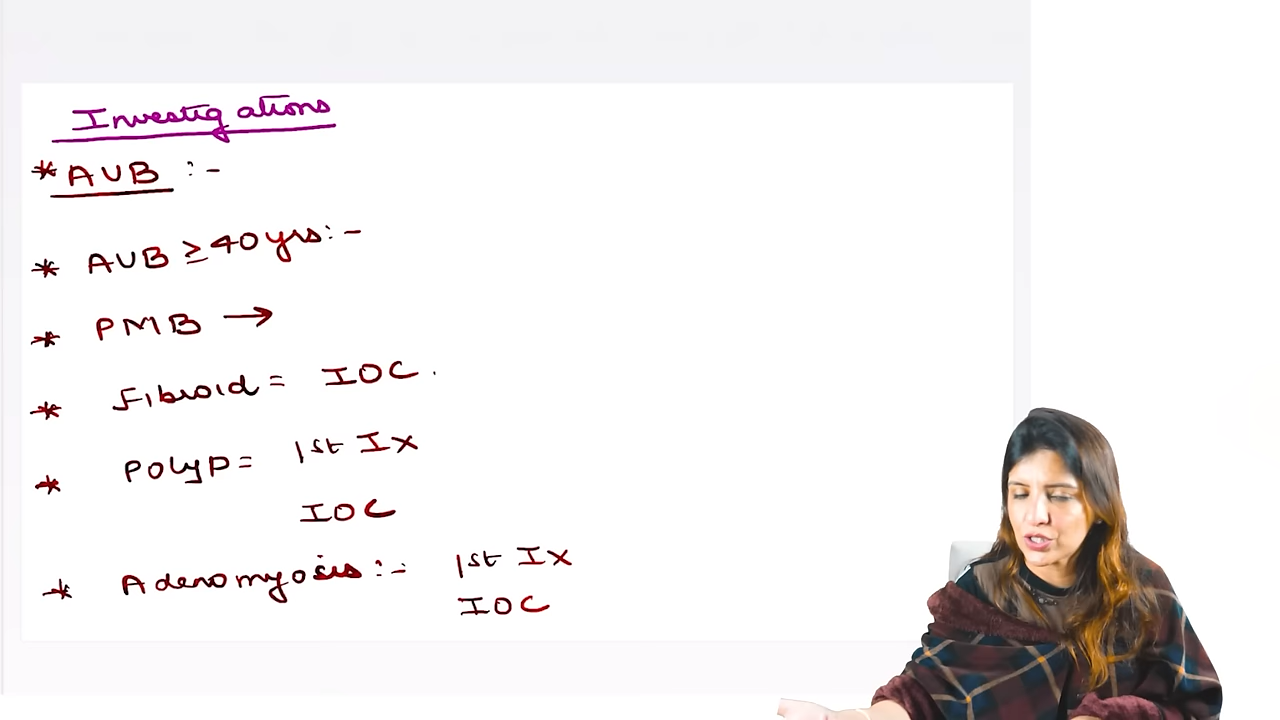 Investigations
* AUB :-
* AUB ≥ 40 yrs :-
* PMB →
* Fibroid = IOC .
* Polyp = 1st Ix
IOC
* Adenomyosis :- 1st Ix
IOC